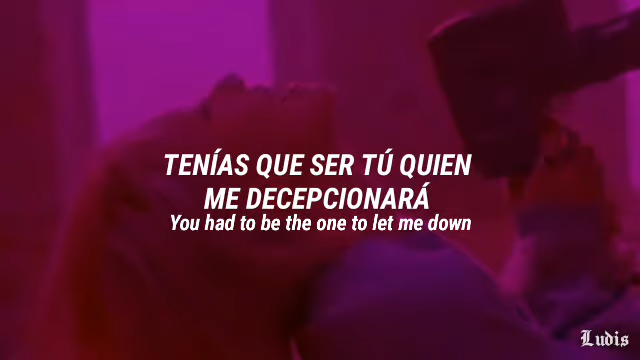 TENÍAS QUE SER TÚ QUIEN
ME DECEPCIONARÁ
You had to be the one to let me down
Ludis